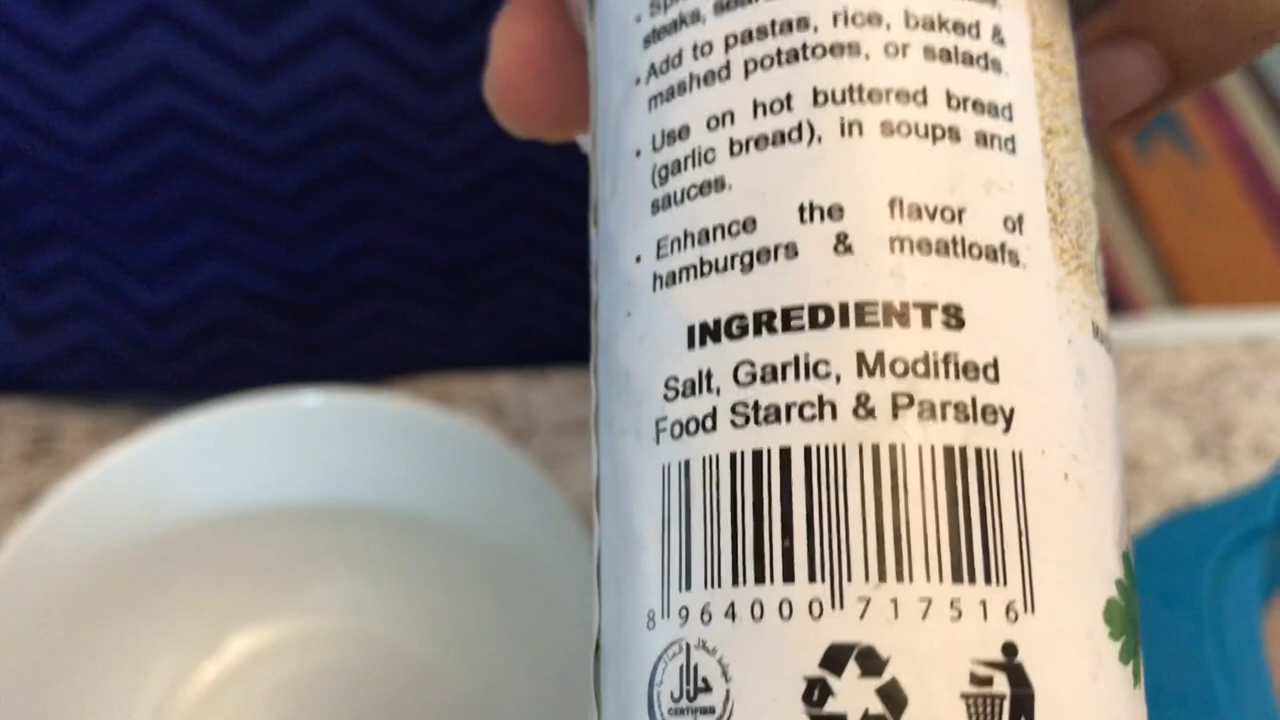 steaks,
• Add to pastas, rice, baked &
mashed potatoes, or salads.
• Use on hot buttered bread
(garlic bread), in soups and
sauces.
• Enhance the flavor of
hamburgers & meatloafs.
INGREDIENTS
Salt, Garlic, Modified
Food Starch & Parsley
8 964000 717516
حلال
CERTIFIED